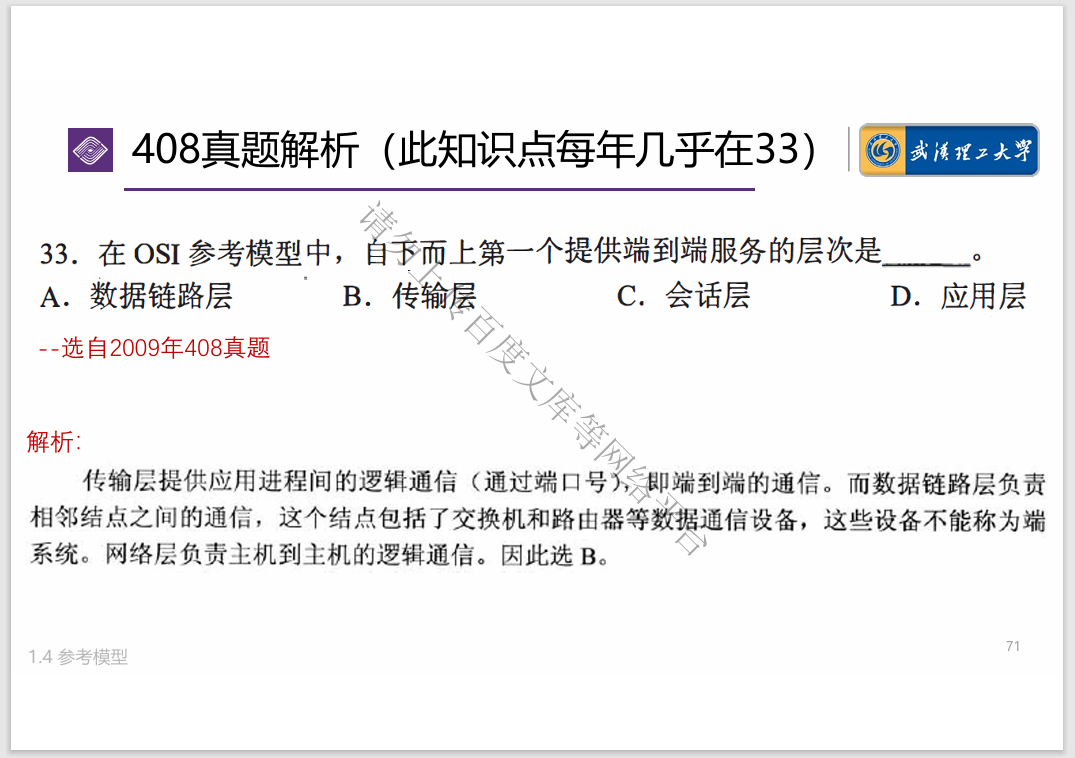 408真题解析（此知识点每年几乎在33）
武汉理工大学
33．在 OSI 参考模型中，自下而上第一个提供端到端服务的层次是______。
A．数据链路层 B．传输层 C．会话层 D．应用层
--选自2009年408真题
请勿上传百度文库等网络平台
解析：
传输层提供应用进程间的逻辑通信（通过端口号），即端到端的通信。而数据链路层负责
相邻结点之间的通信，这个结点包括了交换机和路由器等数据通信设备，这些设备不能称为端
系统。网络层负责主机到主机的逻辑通信。因此选 B。
1.4 参考模型
71